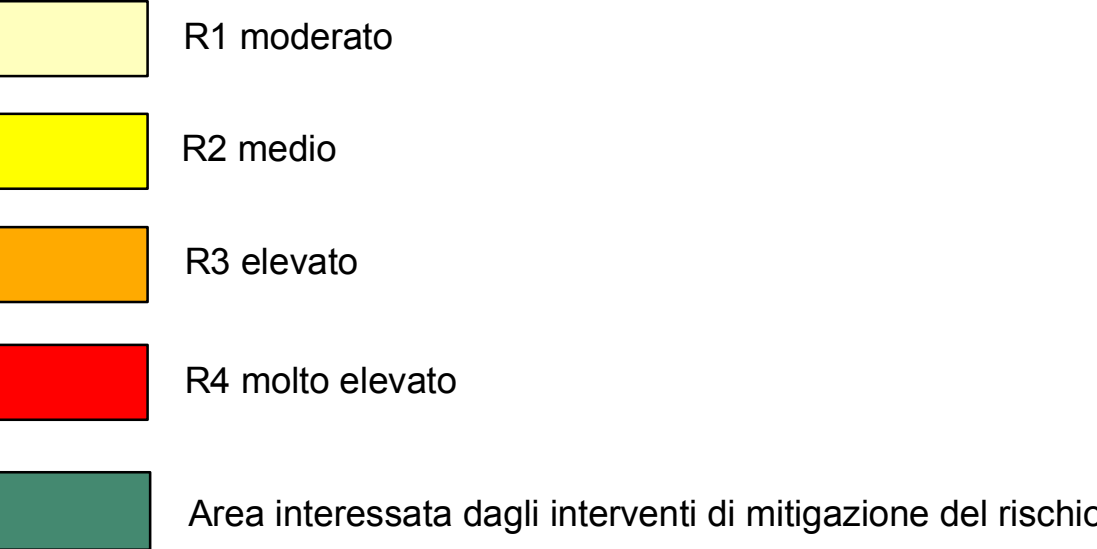 R1 moderato
R2 medio
R3 elevato
R4 molto elevato
Area interessata dagli interventi di mitigazione del rischio